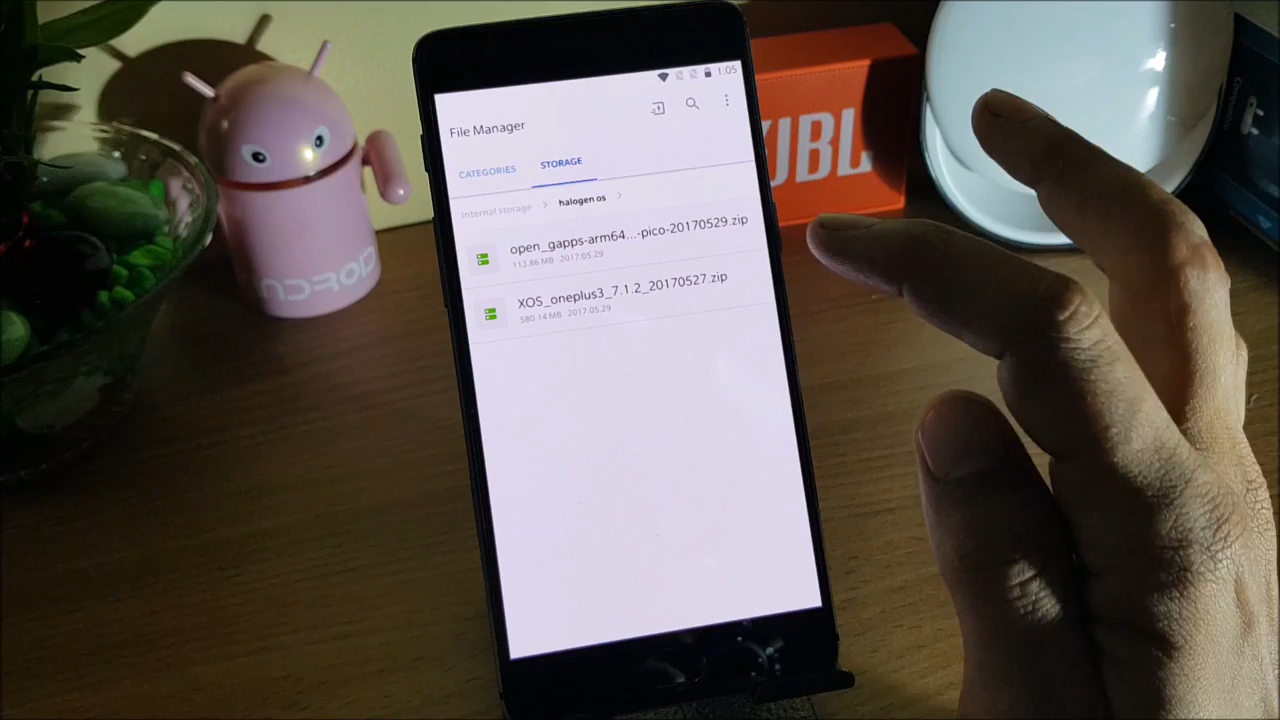 1:05
File Manager
CATEGORIES STORAGE
Internal storage > halogen os >
open_gapps-arm64...-pico-20170529.zip
113.86 MB 2017.05.29
XOS_oneplus3_7.1.2_20170527.zip
580.14 MB 2017.05.29
JBL
NDROID